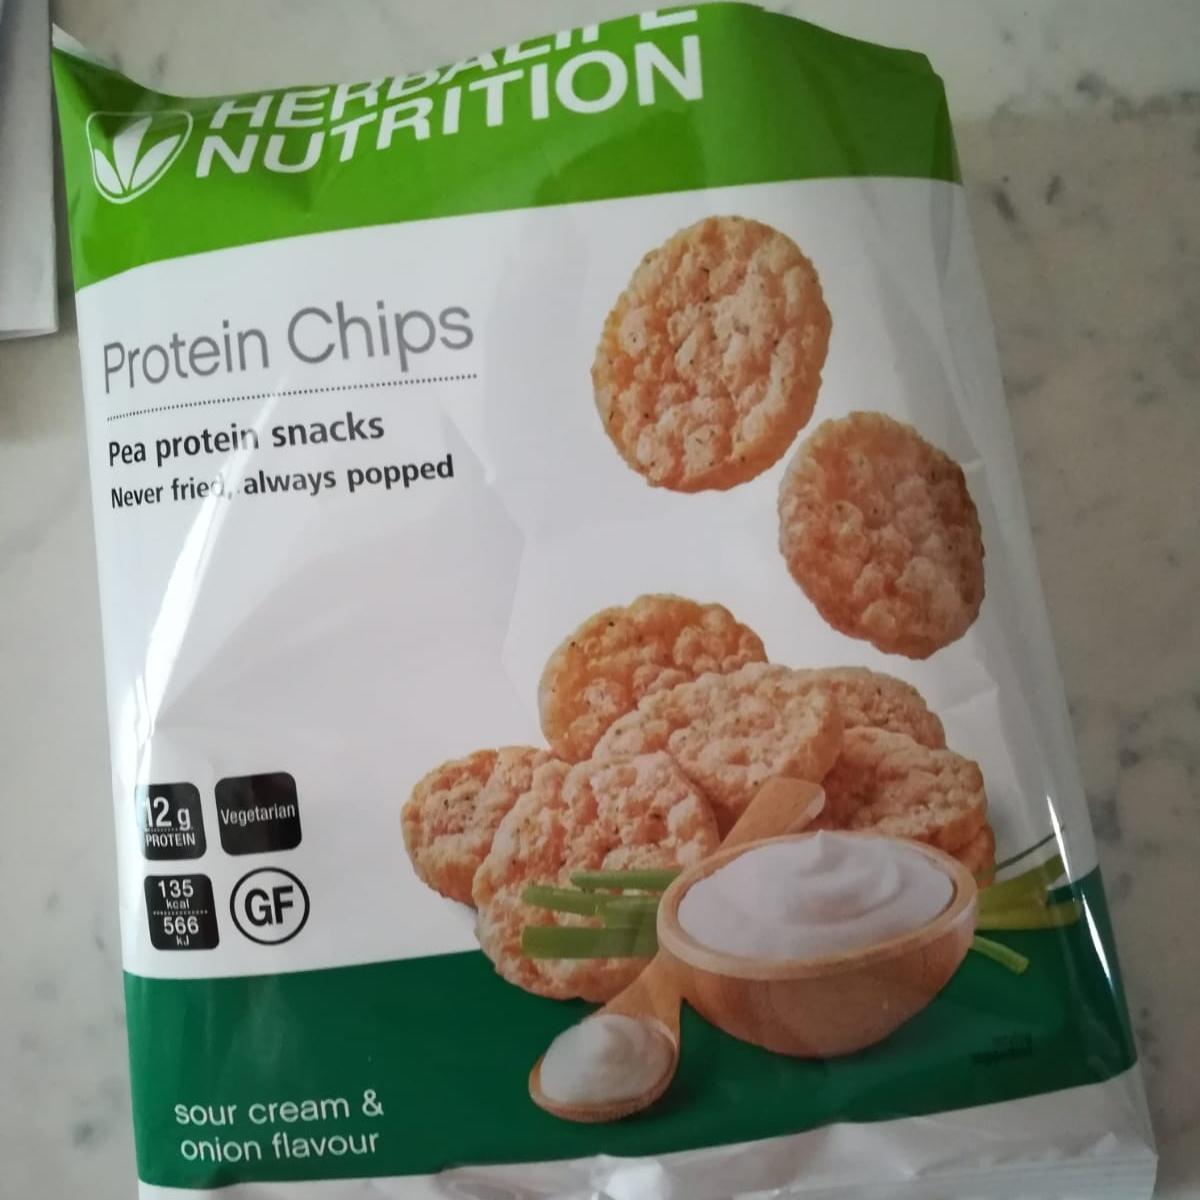 HERBALIFE
NUTRITION
Protein Chips
Pea protein snacks
Never fried, always popped
12 g
PROTEIN
Vegetarian
135
kcal
566
kJ
GF
sour cream &
onion flavour